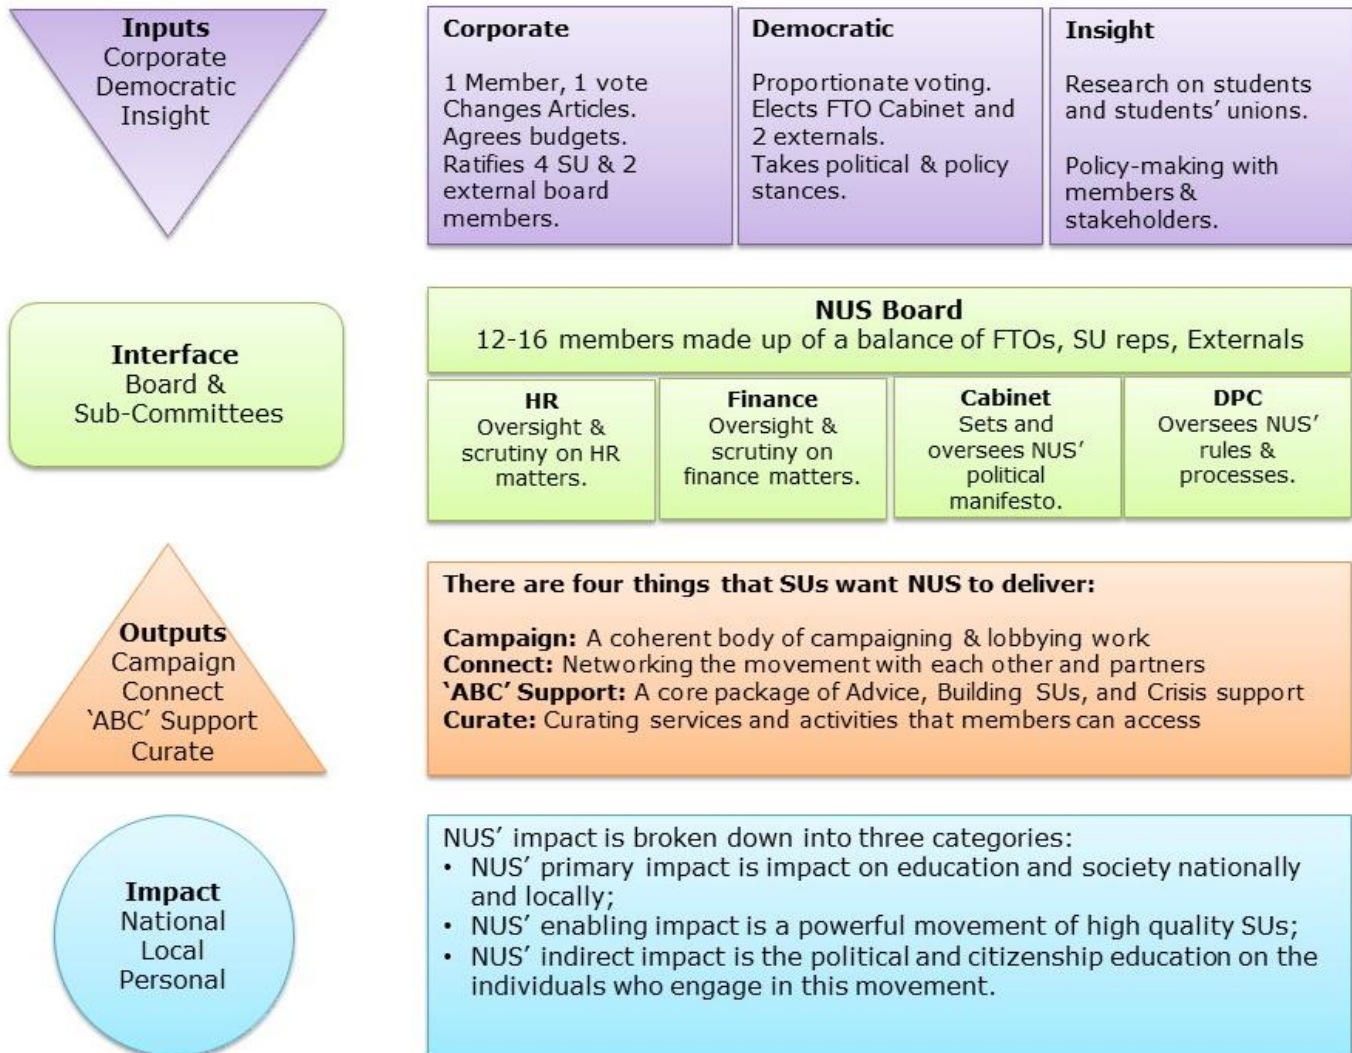 Inputs
Corporate
Democratic
Insight
Corporate
1 Member, 1 vote
Changes Articles.
Agrees budgets.
Ratifies 4 SU & 2
external board
members.
Democratic
Proportionate voting.
Elects FTO Cabinet and
2 externals.
Takes political & policy
stances.
Insight
Research on students
and students’ unions.
Policy-making with
members &
stakeholders.
Interface
Board &
Sub-Committees
NUS Board
12-16 members made up of a balance of FTOs, SU reps, Externals
HR
Oversight &
scrutiny on HR
matters.
Finance
Oversight &
scrutiny on
finance matters.
Cabinet
Sets and
oversees NUS’
political
manifesto.
DPC
Oversees NUS’
rules &
processes.
Outputs
Campaign
Connect
‘ABC’ Support
Curate
There are four things that SUs want NUS to deliver:
Campaign: A coherent body of campaigning & lobbying work
Connect: Networking the movement with each other and partners
‘ABC’ Support: A core package of Advice, Building SUs, and Crisis support
Curate: Curating services and activities that members can access
Impact
National
Local
Personal
NUS’ impact is broken down into three categories:
• NUS’ primary impact is impact on education and society nationally
and locally;
• NUS’ enabling impact is a powerful movement of high quality SUs;
• NUS’ indirect impact is the political and citizenship education on the
individuals who engage in this movement.